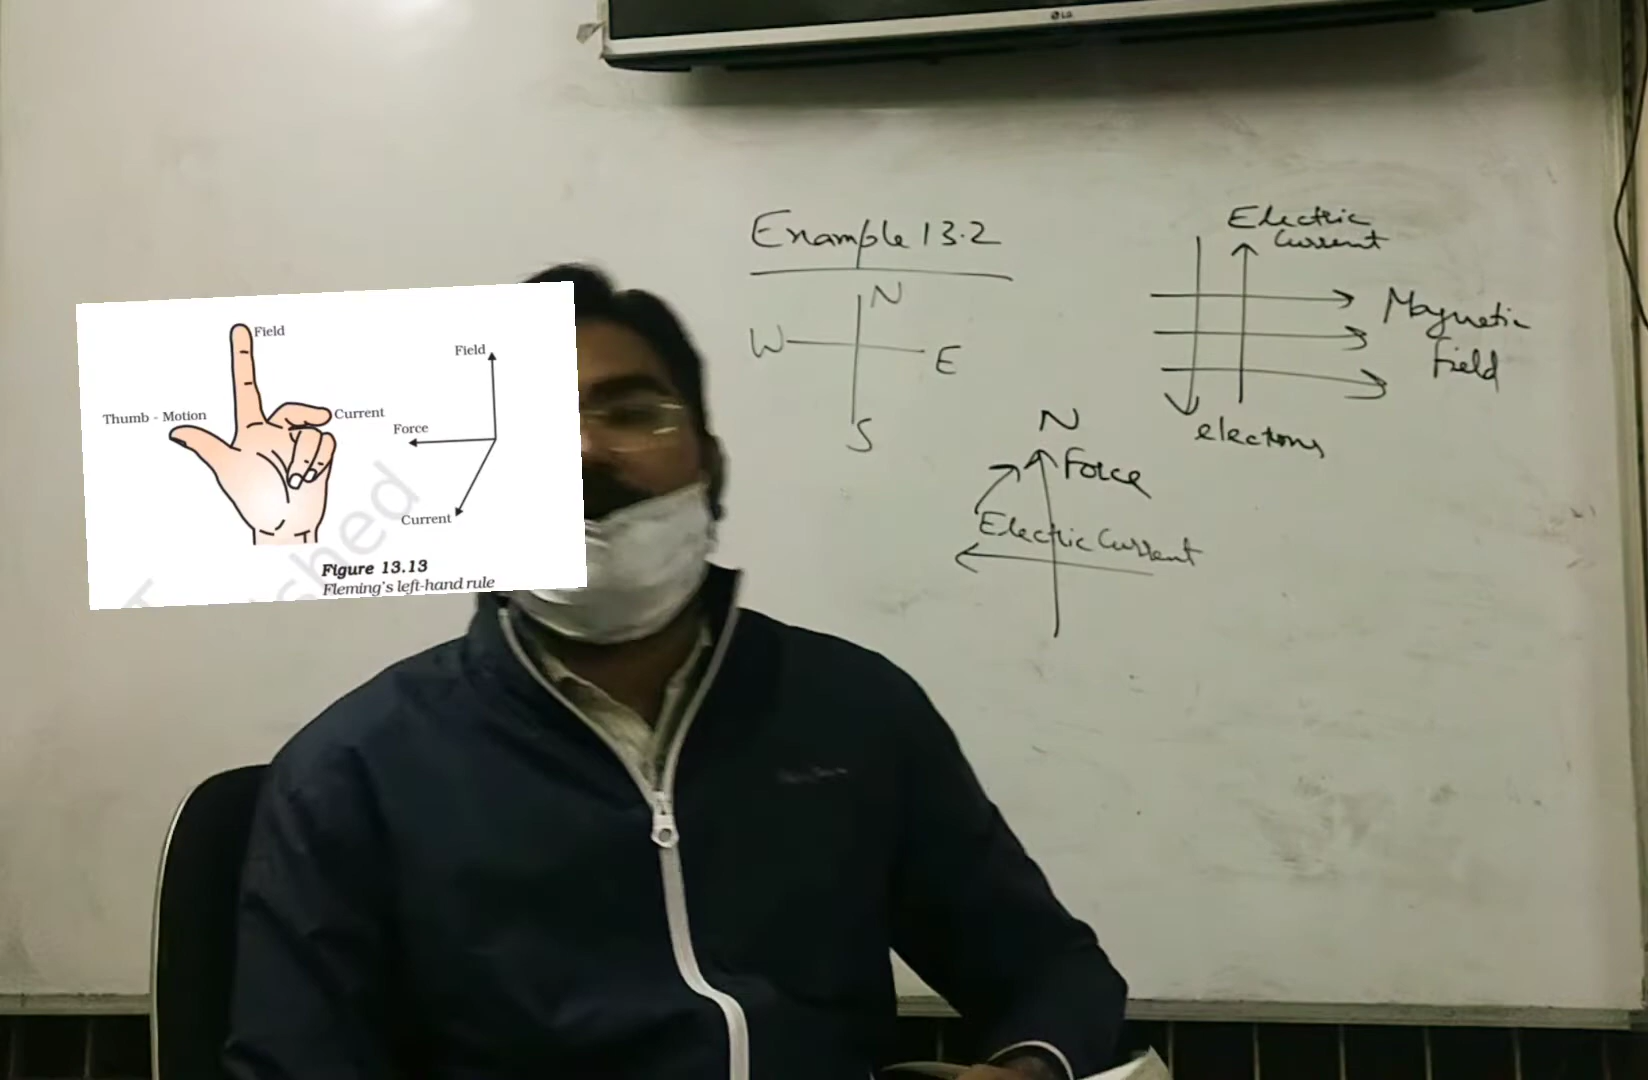 LG
Example 13.2
N
W
E
S
Electric
Current
Magnetic
Field
electrons
N
Force
Electric Current
Field
Thumb - Motion
Current
Field
Force
Current
shed
Figure 13.13
Fleming's left-hand rule